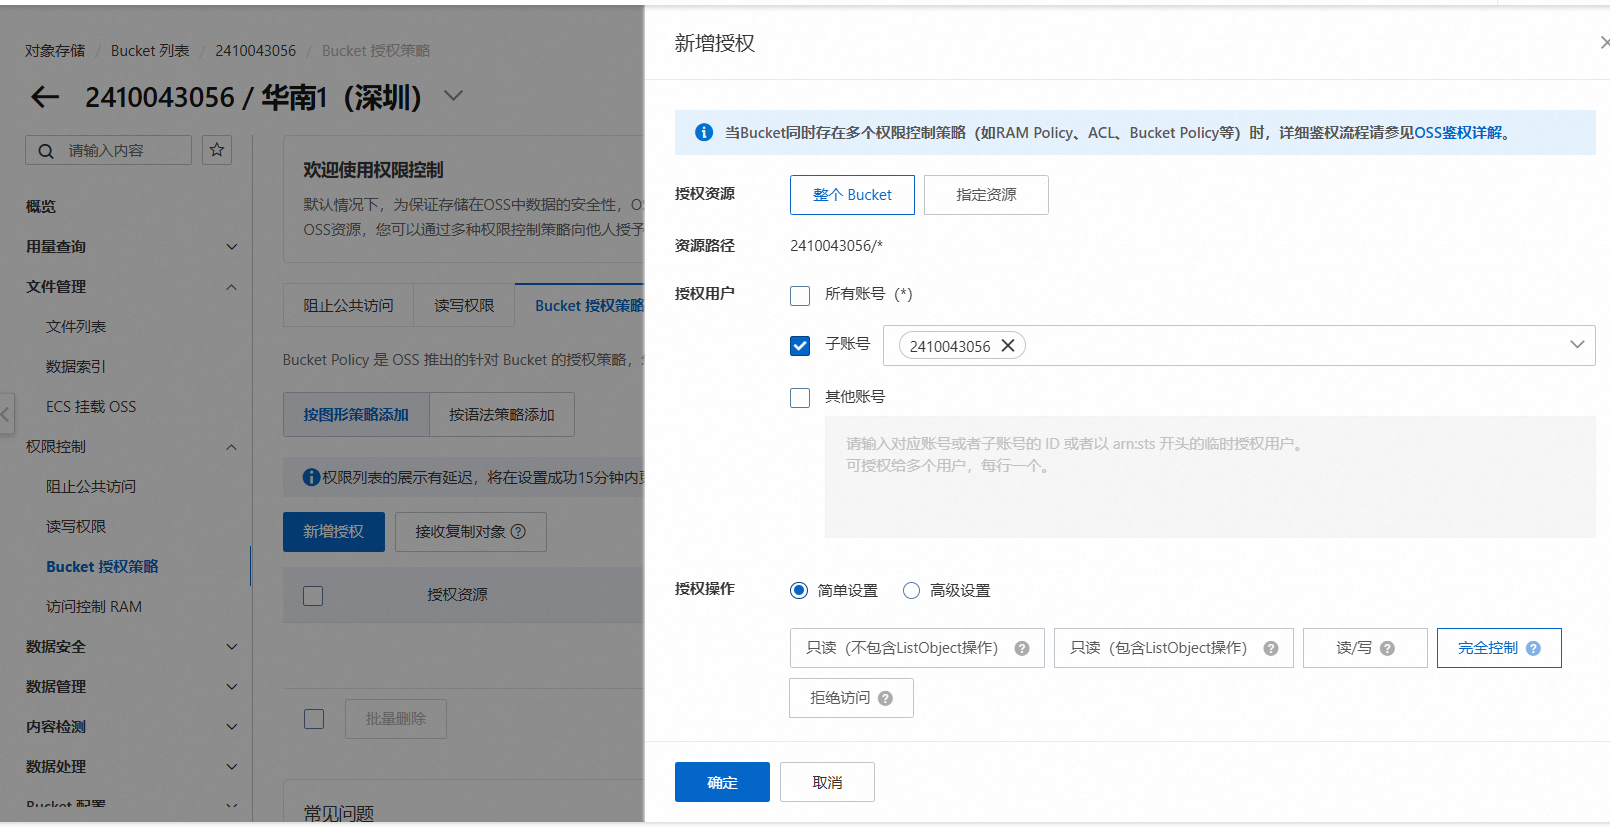 对象存储 / Bucket 列表 / 2410043056 / Bucket 授权策略
2410043056 / 华南1（深圳）
请输入内容
概览
用量查询
文件管理
文件列表
数据索引
ECS 挂载 OSS
权限控制
阻止公共访问
读写权限
Bucket 授权策略
访问控制 RAM
数据安全
数据管理
内容检测
数据处理
Bucket 配置
欢迎使用权限控制
默认情况下，为保证存储在OSS中数据的安全性，OS
OSS资源，您可以通过多种权限控制策略向他人授予
阻止公共访问 读写权限 Bucket 授权策略
Bucket Policy 是 OSS 推出的针对 Bucket 的授权策略，
按图形策略添加 按语法策略添加
权限列表的展示有延迟，将在设置成功15分钟内更
新增授权 接收复制对象
授权资源
批量删除
常见问题
新增授权
当Bucket同时存在多个权限控制策略（如RAM Policy、ACL、Bucket Policy等）时，详细鉴权流程请参见OSS鉴权详解。
授权资源 整个 Bucket 指定资源
资源路径 2410043056/*
授权用户 所有账号（*）
子账号 2410043056
其他账号
请输入对应账号或者子账号的 ID 或者以 arn:sts 开头的临时授权用户。
可授权给多个用户，每行一个。
授权操作 简单设置 高级设置
只读（不包含ListObject操作） 只读（包含ListObject操作） 读/写 完全控制
拒绝访问
确定 取消